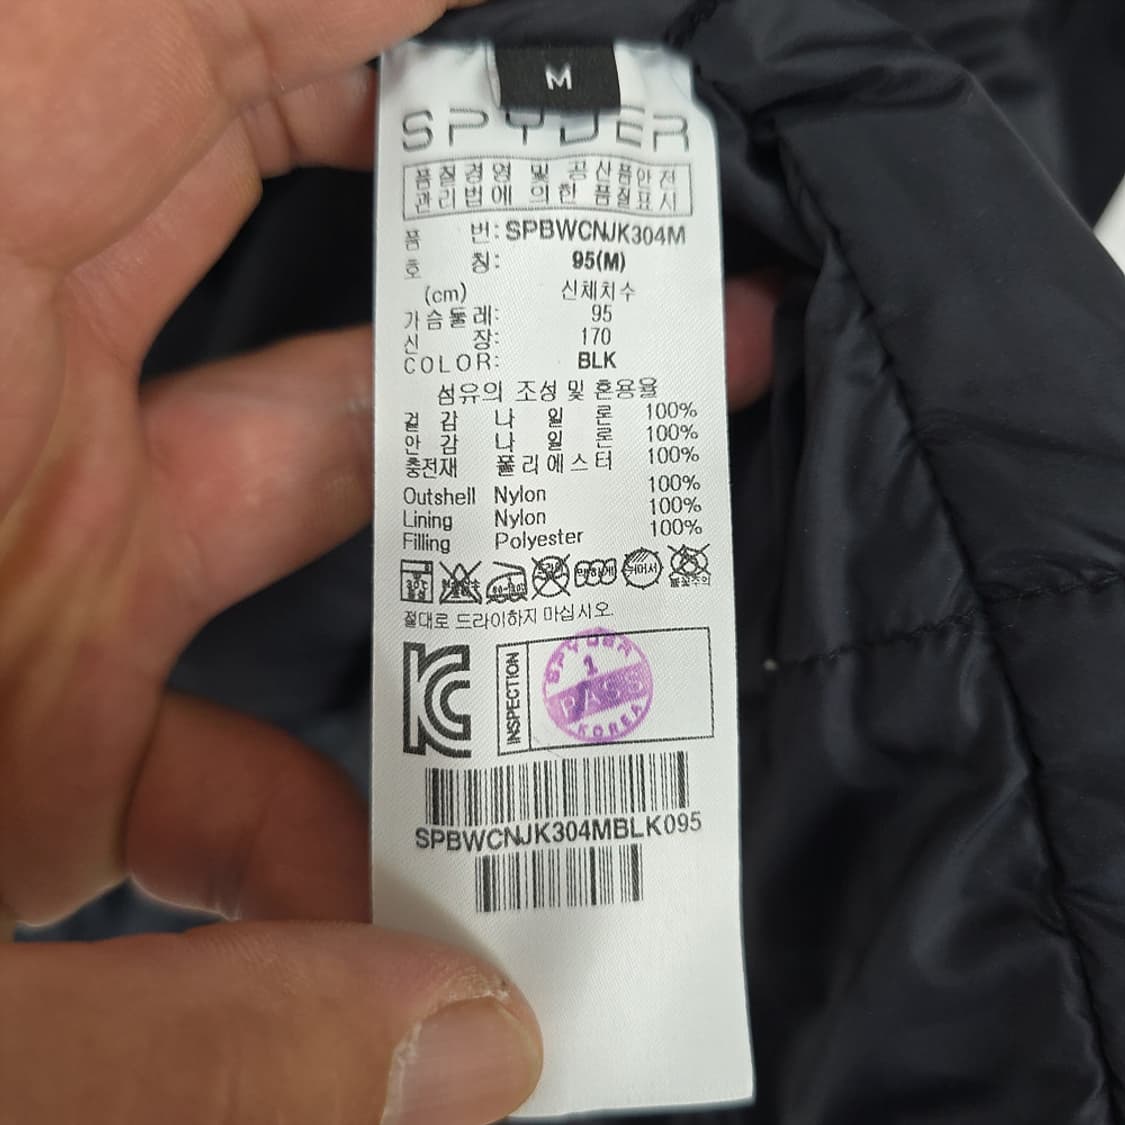 M
SPYDER
품질경영 및 공산품안전
관리법에 의한 품질표시
품 번: SPBWCNJK304M
호 칭: 95(M)
(cm) 신체치수
가슴둘레: 95
신 장: 170
COLOR: BLK
섬유의 조성 및 혼용율
겉 감 나 일 론 100%
안 감 나 일 론 100%
충전재 폴리에스터 100%
Outshell Nylon 100%
Lining Nylon 100%
Filling Polyester 100%
절대로 드라이하지 마십시오.
INSPECTION
SPYDER
1
PASS
KOREA
SPBWCNJK304MBLK095